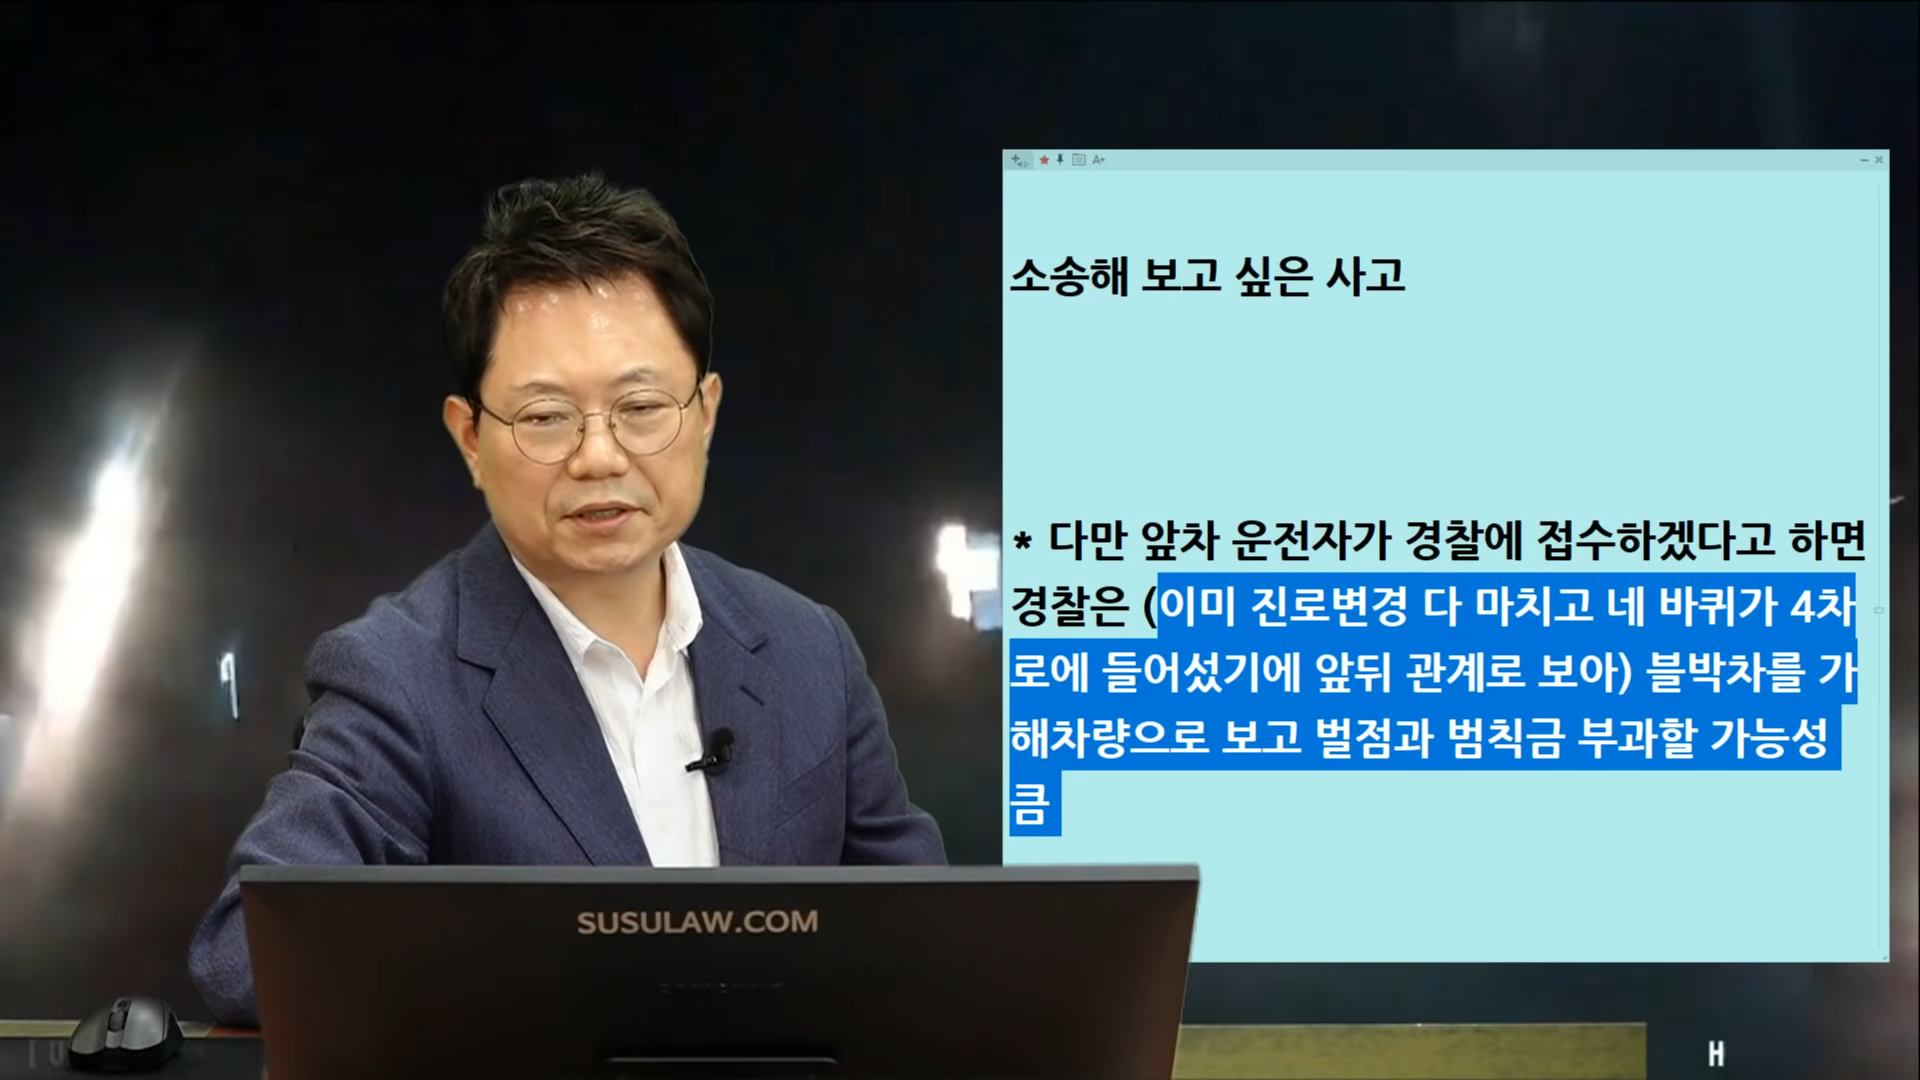 소송해 보고 싶은 사고
* 다만 앞차 운전자가 경찰에 접수하겠다고 하면
경찰은 (이미 진로변경 다 마치고 네 바퀴가 4차
로에 들어섰기에 앞뒤 관계로 보아) 블박차를 가
해차량으로 보고 벌점과 범칙금 부과할 가능성
큼
SUSULAW.COM
H